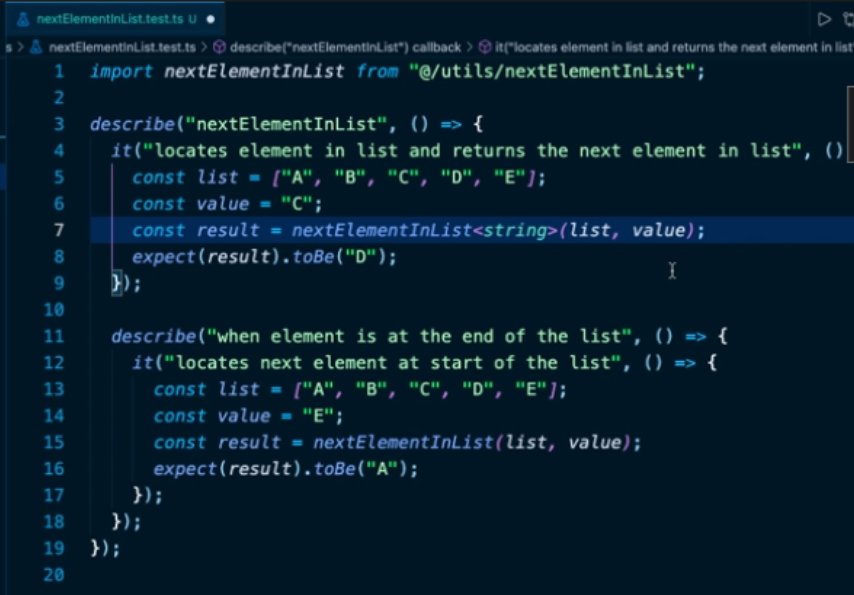 nextElementInList.test.ts U
s > nextElementInList.test.ts > describe("nextElementInList") callback > it("locates element in list and returns the next element in list"
1 import nextElementInList from "@/utils/nextElementInList";
2
3 describe("nextElementInList", () => {
4 it("locates element in list and returns the next element in list", ()
5 const list = ["A", "B", "C", "D", "E"];
6 const value = "C";
7 const result = nextElementInList<string>(list, value);
8 expect(result).toBe("D");
9 });
10
11 describe("when element is at the end of the list", () => {
12 it("locates next element at start of the list", () => {
13 const list = ["A", "B", "C", "D", "E"];
14 const value = "E";
15 const result = nextElementInList(list, value);
16 expect(result).toBe("A");
17 });
18 });
19 });
20